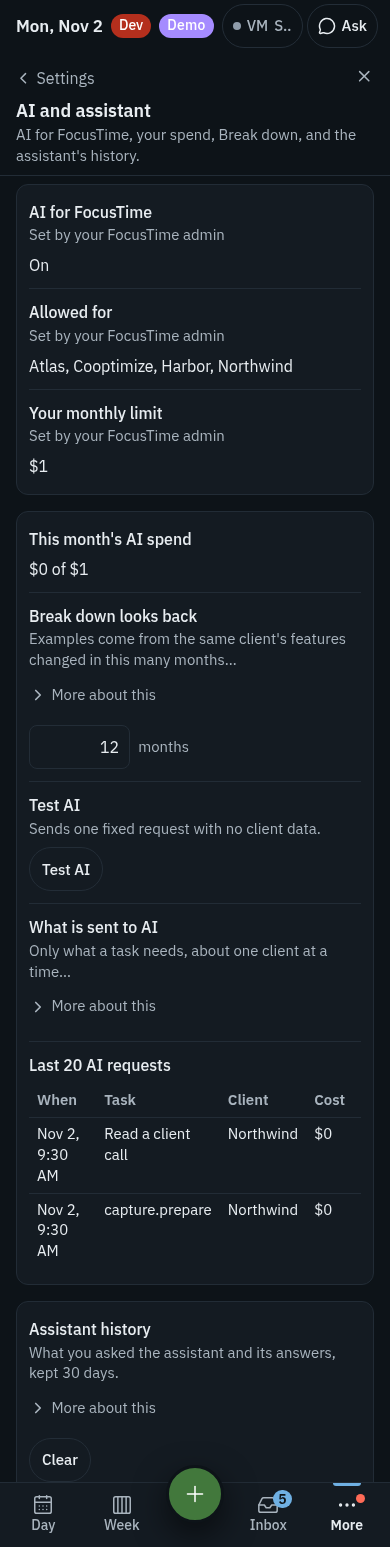 Mon, Nov 2 Dev Demo VM S.. Ask
Settings
AI and assistant
AI for FocusTime, your spend, Break down, and the
assistant's history.
AI for FocusTime
Set by your FocusTime admin
On
Allowed for
Set by your FocusTime admin
Atlas, Cooptimize, Harbor, Northwind
Your monthly limit
Set by your FocusTime admin
$1
This month's AI spend
$0 of $1
Break down looks back
Examples come from the same client's features
changed in this many months...
More about this
12 months
Test AI
Sends one fixed request with no client data.
Test AI
What is sent to AI
Only what a task needs, about one client at a
time...
More about this
Last 20 AI requests
When Task Client Cost
Nov 2, Read a client Northwind $0
9:30 call
AM
Nov 2, capture.prepare Northwind $0
9:30
AM
Assistant history
What you asked the assistant and its answers,
kept 30 days.
More about this
Clear
5
Day Week Inbox More